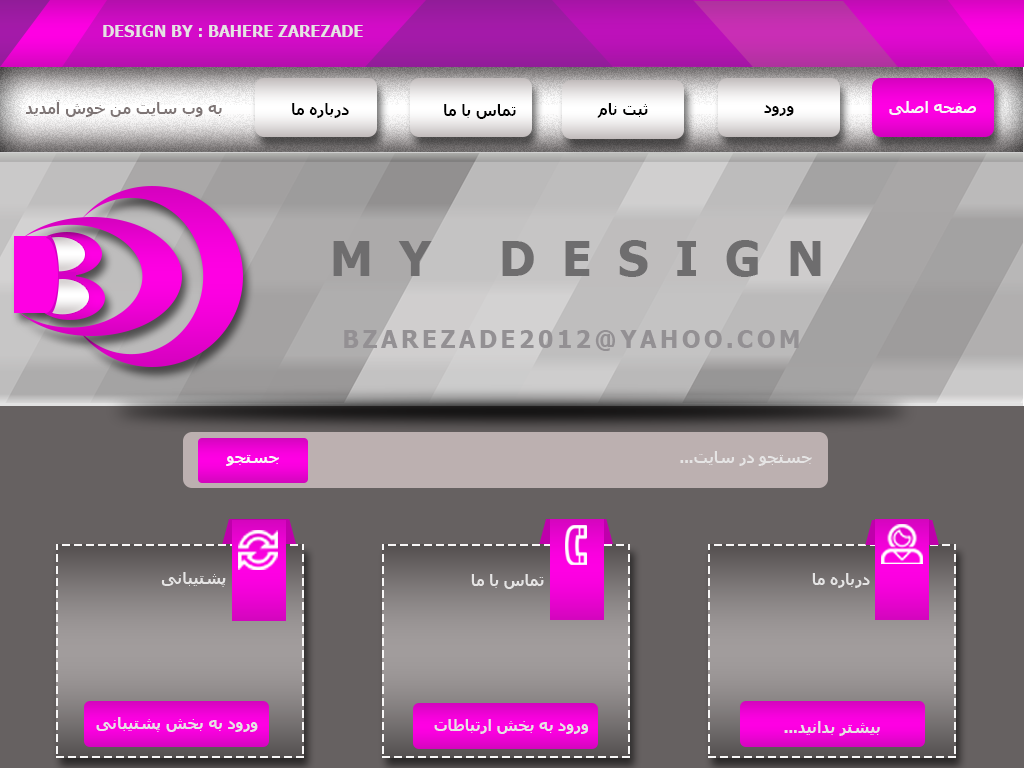 DESIGN BY : BAHERE ZAREZADE
صفحه اصلی
ورود
ثبت نام
تماس با ما
درباره ما
به وب سایت من خوش آمدید
B
MY DESIGN
BZAREZADE2012@YAHOO.COM
جستجو در سایت...
جستجو
درباره ما
تماس با ما
پشتیبانی
بیشتر بدانید...
ورود به بخش ارتباطات
ورود به بخش پشتیبانی